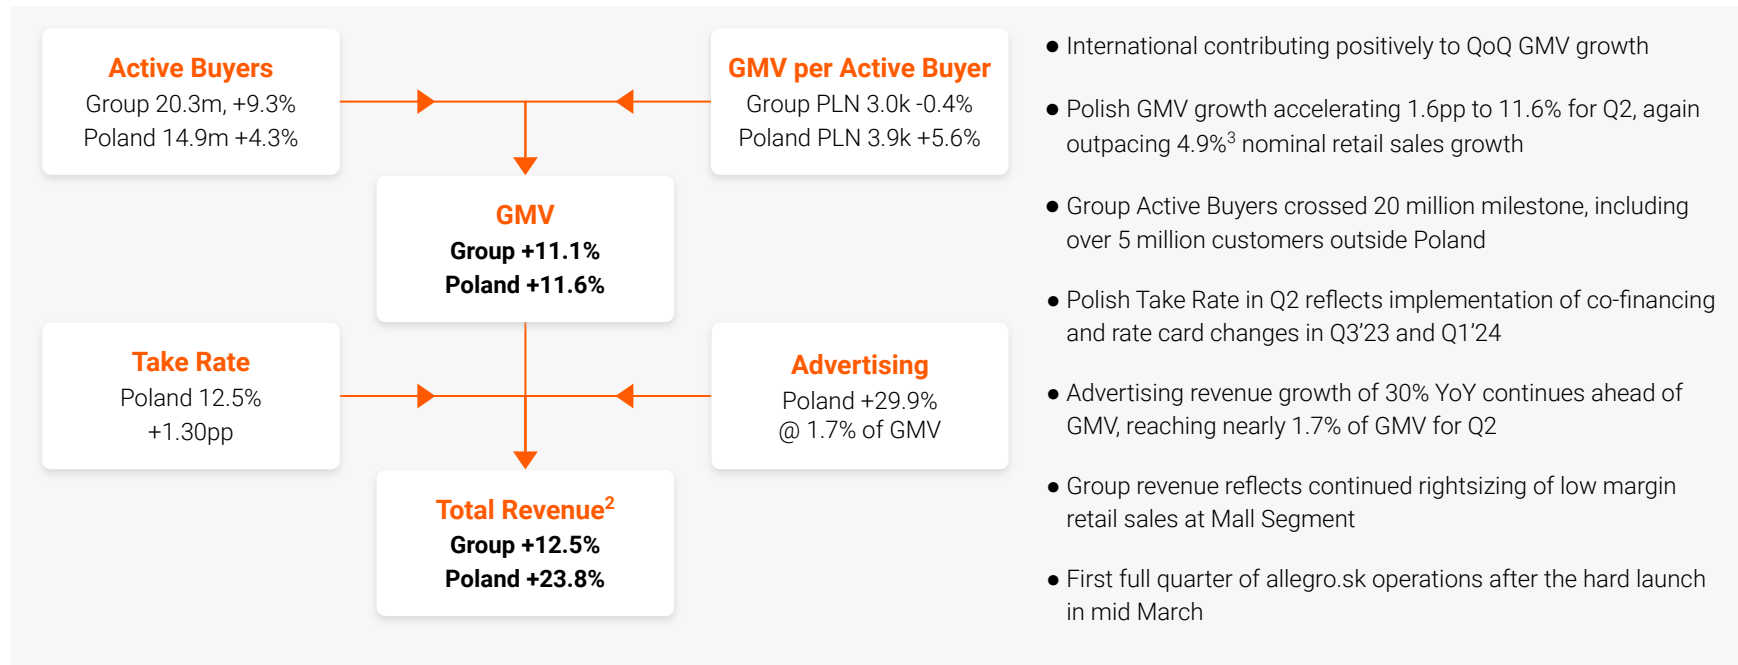 Active Buyers
Group 20.3m, +9.3%
Poland 14.9m +4.3%
GMV per Active Buyer
Group PLN 3.0k -0.4%
Poland PLN 3.9k +5.6%
GMV
Group +11.1%
Poland +11.6%
Take Rate
Poland 12.5%
+1.30pp
Advertising
Poland +29.9%
@ 1.7% of GMV
Total Revenue²
Group +12.5%
Poland +23.8%
● International contributing positively to QoQ GMV growth
● Polish GMV growth accelerating 1.6pp to 11.6% for Q2, again
outpacing 4.9%³ nominal retail sales growth
● Group Active Buyers crossed 20 million milestone, including
over 5 million customers outside Poland
● Polish Take Rate in Q2 reflects implementation of co-financing
and rate card changes in Q3’23 and Q1’24
● Advertising revenue growth of 30% YoY continues ahead of
GMV, reaching nearly 1.7% of GMV for Q2
● Group revenue reflects continued rightsizing of low margin
retail sales at Mall Segment
● First full quarter of allegro.sk operations after the hard launch
in mid March